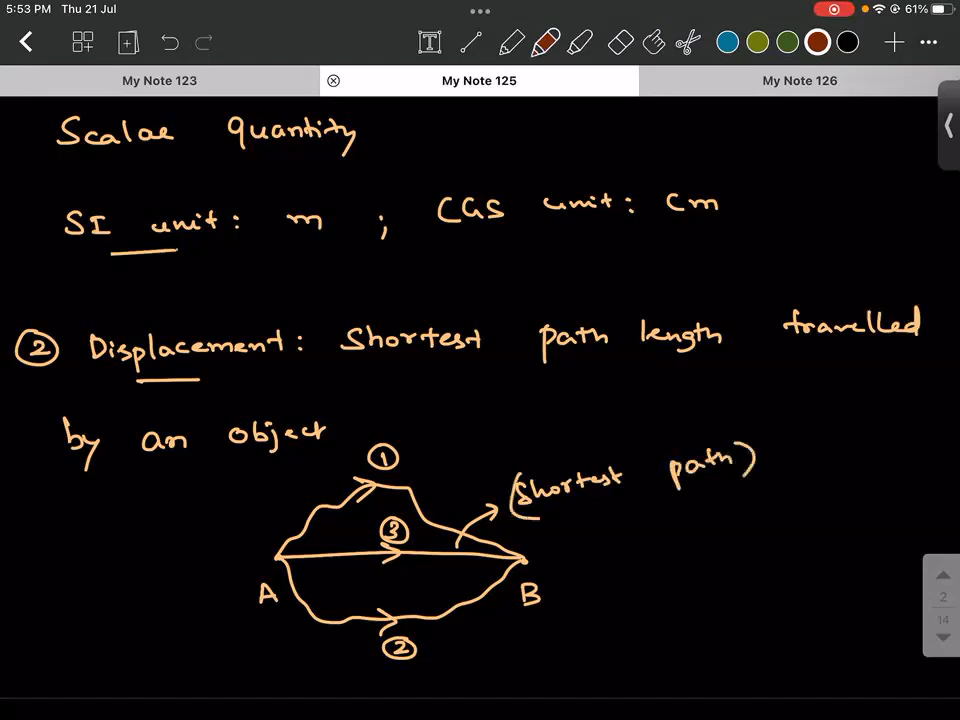 5:53 PM Thu 21 Jul
61%
My Note 123
My Note 125
My Note 126
Scalar quantity
SI unit: m ; CGS unit: cm
② Displacement: Shortest path length travelled
by an object
①
(Shortest path)
③
A B
②
2
14